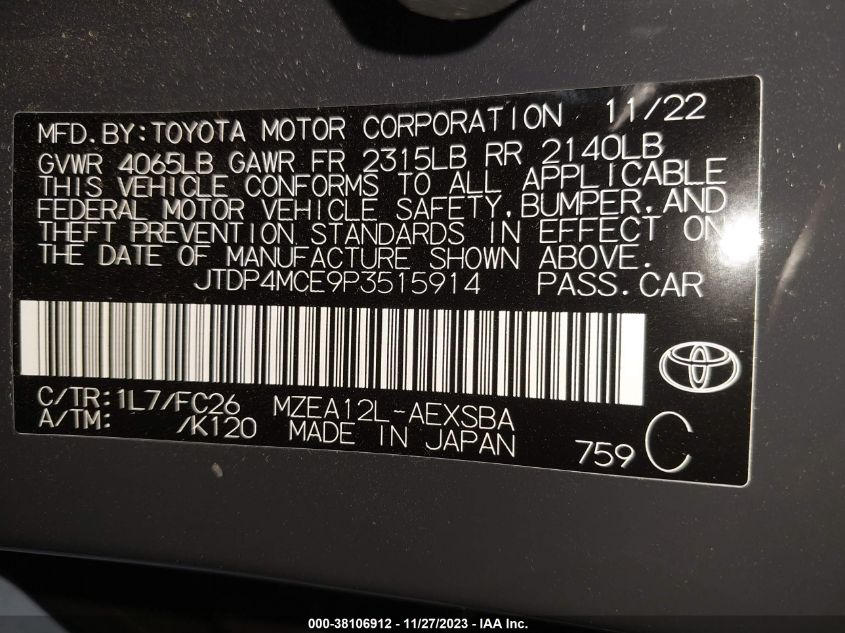 MFD. BY: TOYOTA MOTOR CORPORATION 11/22
GVWR 4065LB GAWR FR 2315LB RR 2140LB
THIS VEHICLE CONFORMS TO ALL APPLICABLE
FEDERAL MOTOR VEHICLE SAFETY, BUMPER, AND
THEFT PREVENTION STANDARDS IN EFFECT ON
THE DATE OF MANUFACTURE SHOWN ABOVE.
JTDP4MCE9P3515914 PASS. CAR
C/TR: 1L7/FC26 MZEA12L-AEXSBA
A/TM: /K120 MADE IN JAPAN 759 C
000-38106912 - 11/27/2023 - IAA Inc.